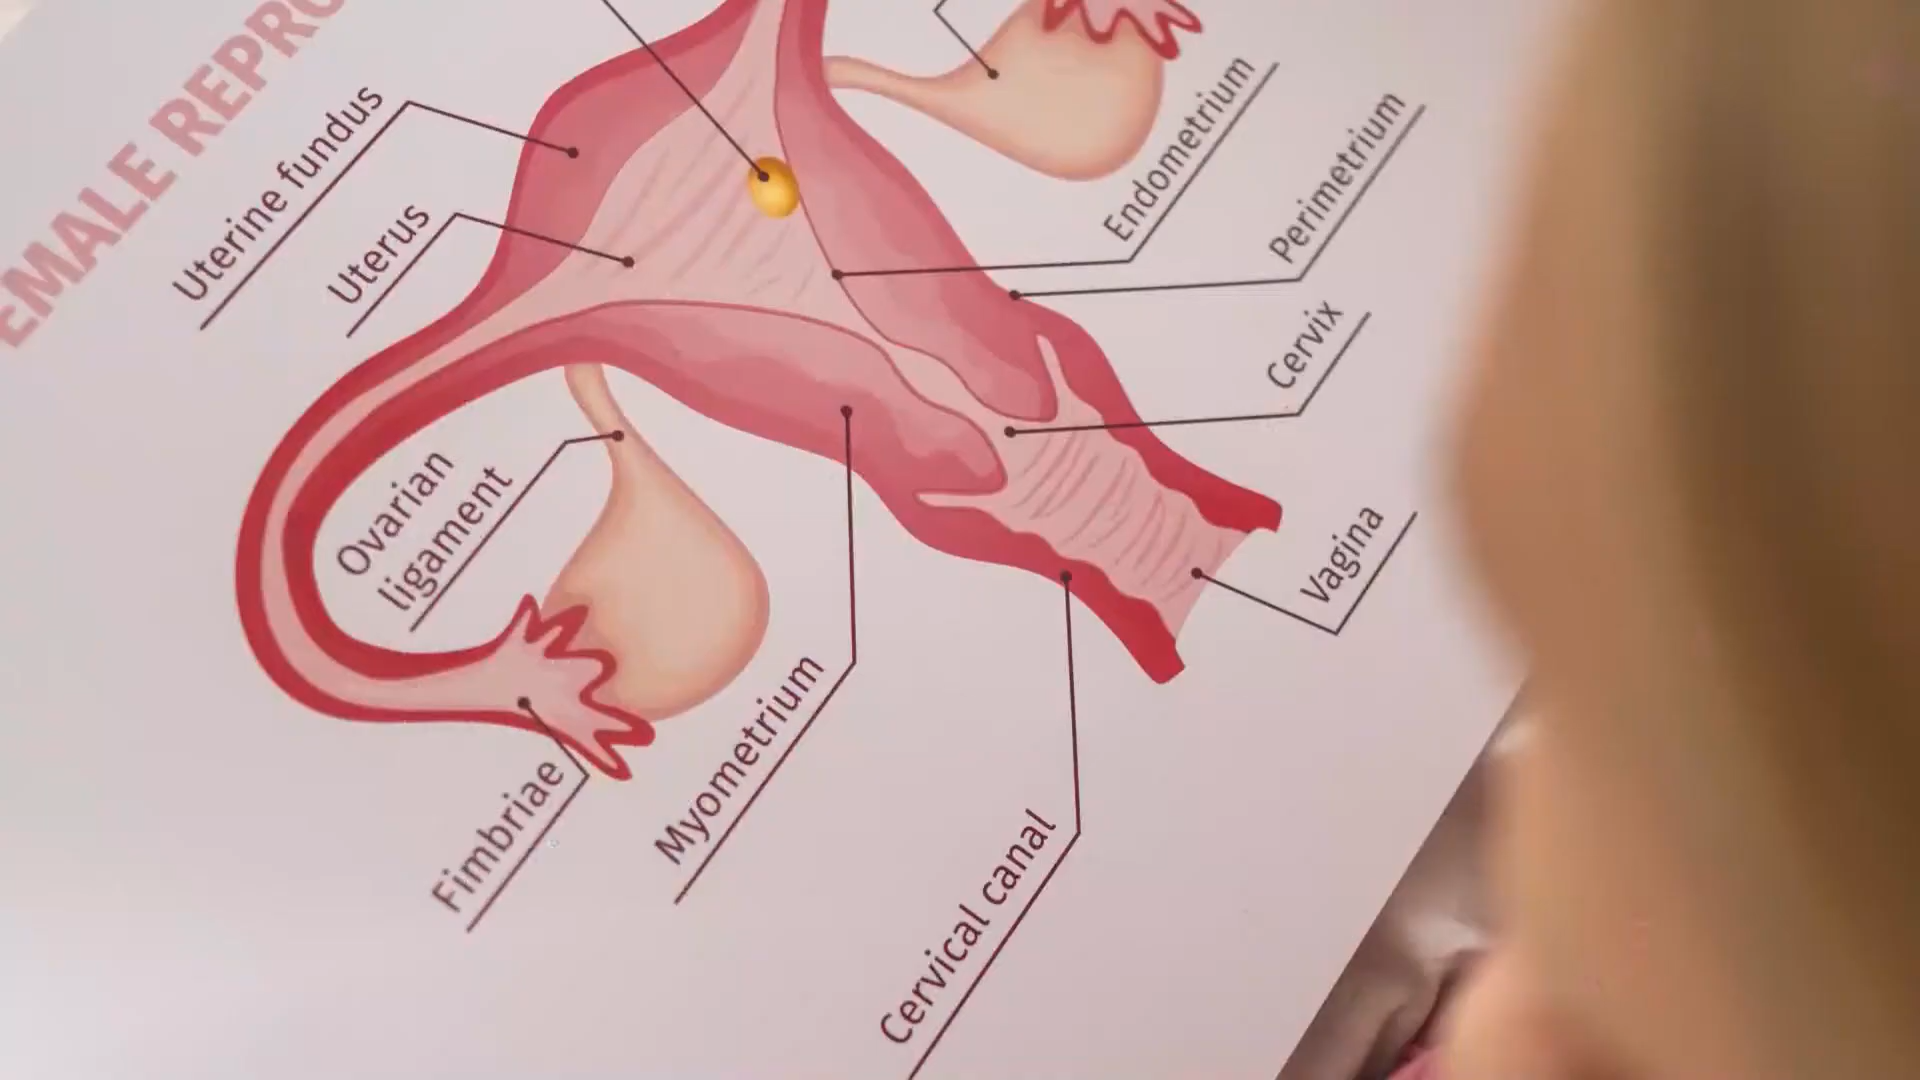 EMALE REPRO
Uterine fundus
Uterus
Endometrium
Perimetrium
Cervix
Ovarian
ligament
Vagina
Fimbriae
Myometrium
Cervical canal